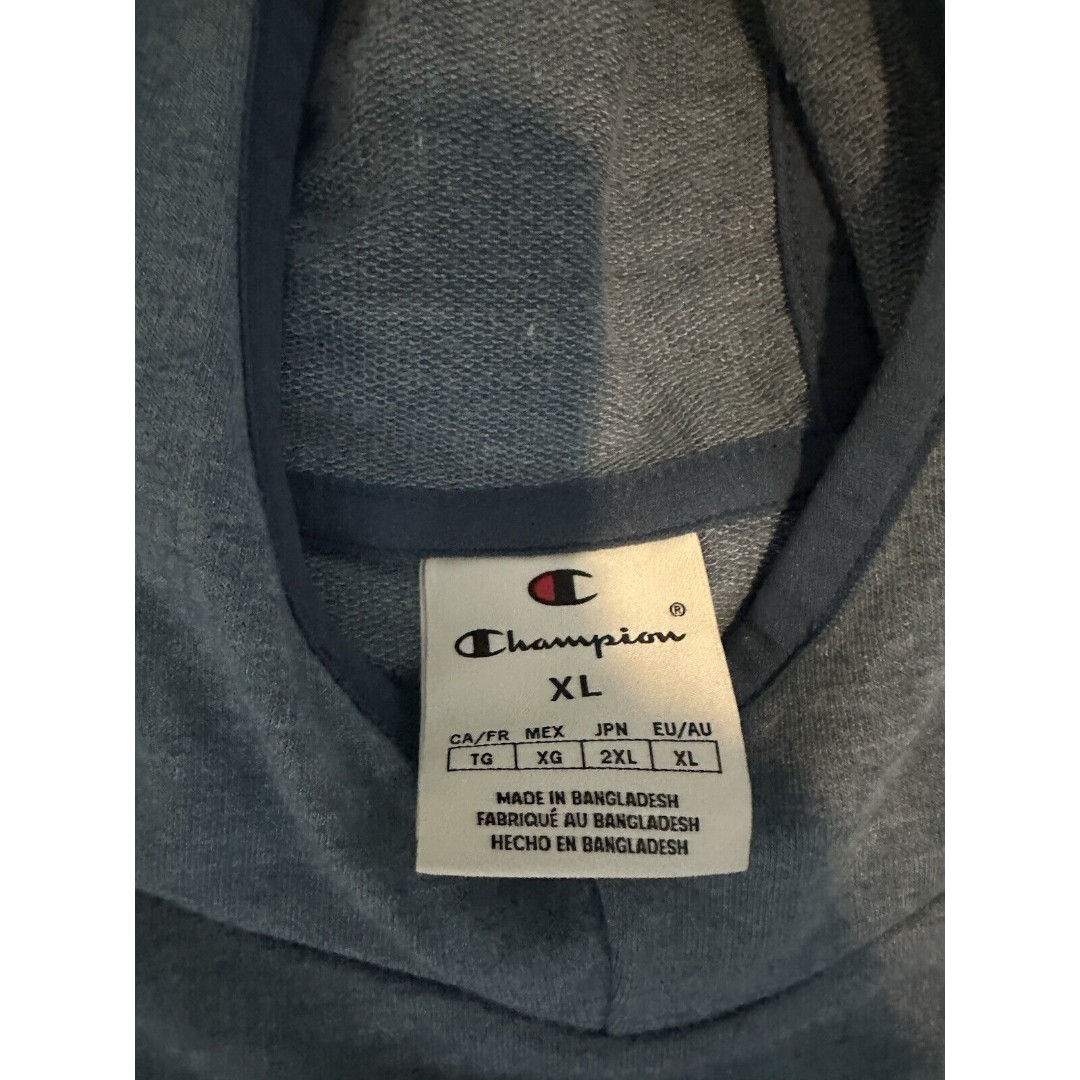 Champion®
XL
CA/FR MEX JPN EU/AU
TG XG 2XL XL
MADE IN BANGLADESH
FABRIQUÉ AU BANGLADESH
HECHO EN BANGLADESH